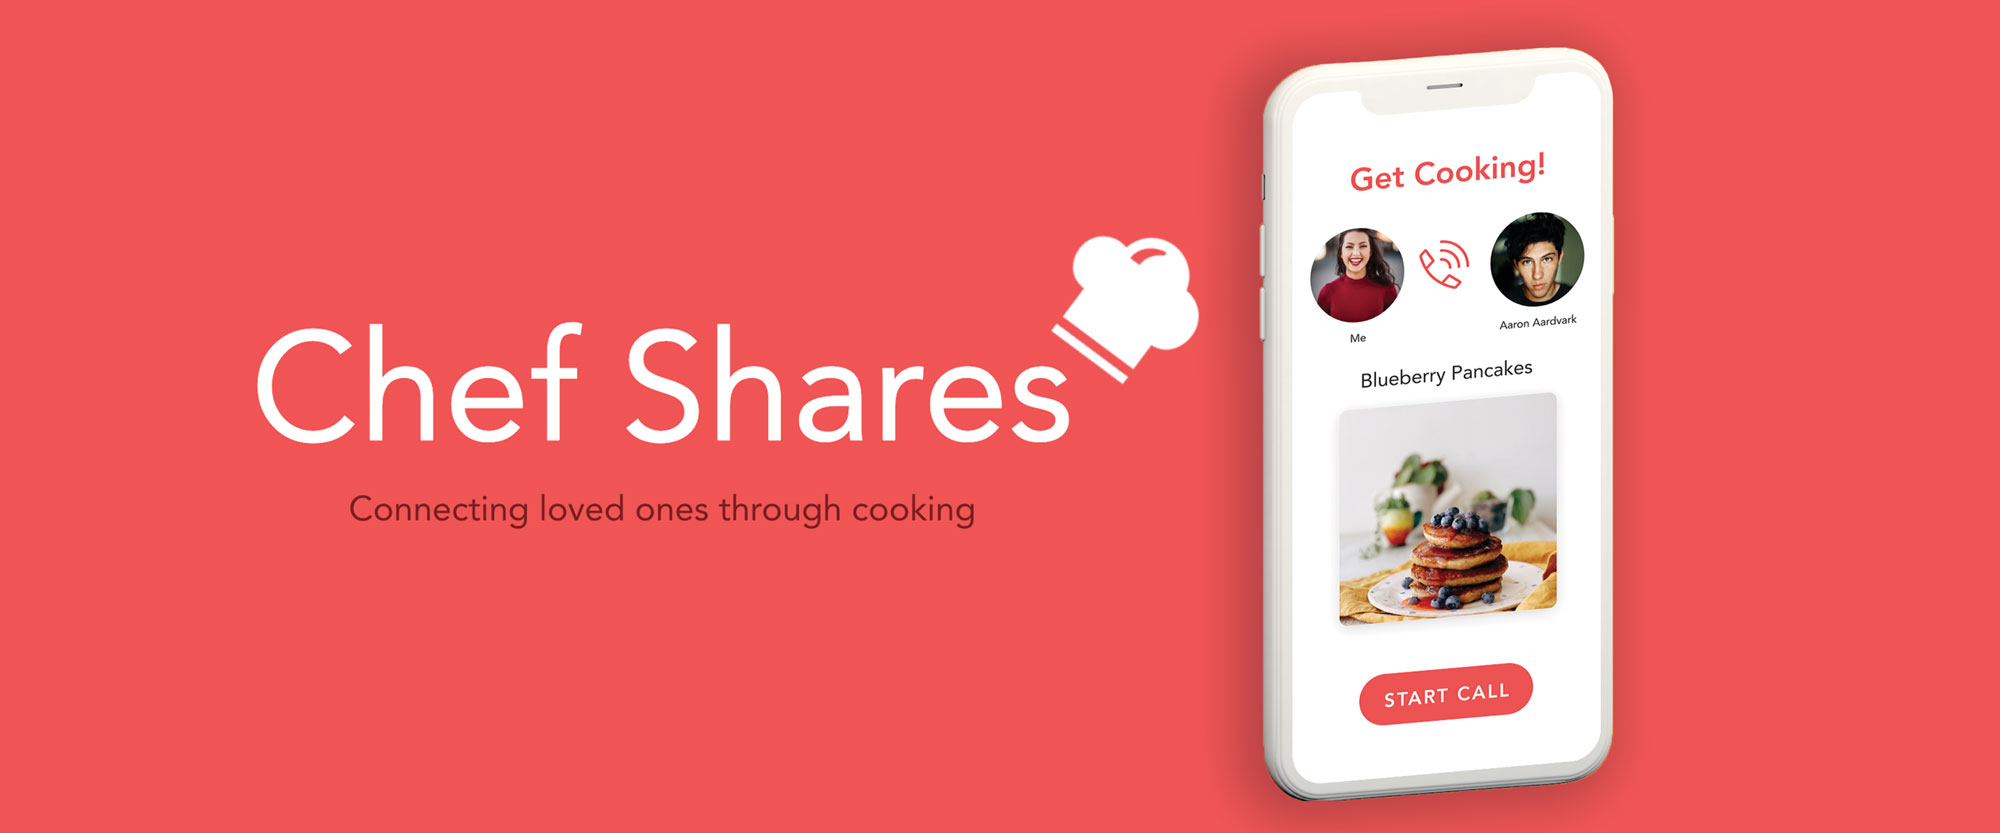 Chef Shares
Connecting loved ones through cooking
Get Cooking!
Me
Aaron Aardvark
Blueberry Pancakes
START CALL